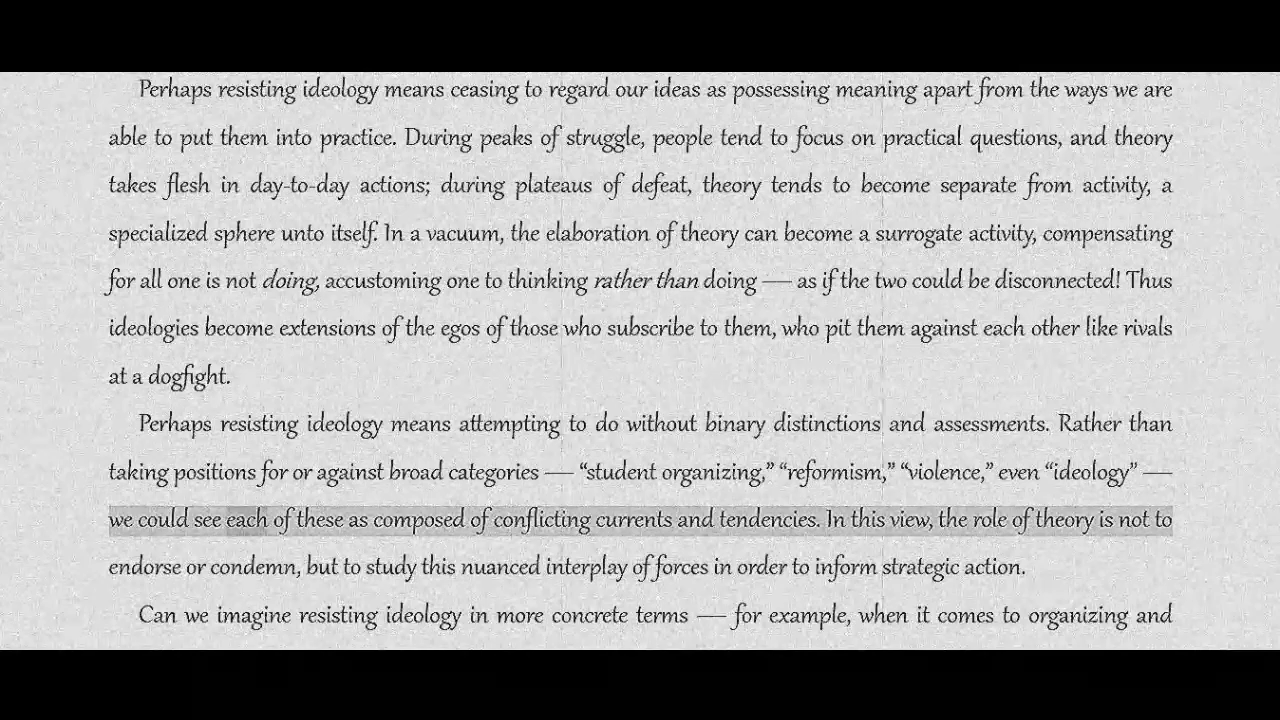 Perhaps resisting ideology means ceasing to regard our ideas as possessing meaning apart from the ways we are
able to put them into practice. During peaks of struggle, people tend to focus on practical questions, and theory
takes flesh in day-to-day actions; during plateaus of defeat, theory tends to become separate from activity, a
specialized sphere unto itself. In a vacuum, the elaboration of theory can become a surrogate activity, compensating
for all one is not doing, accustoming one to thinking rather than doing — as if the two could be disconnected! Thus
ideologies become extensions of the egos of those who subscribe to them, who pit them against each other like rivals
at a dogfight.
Perhaps resisting ideology means attempting to do without binary distinctions and assessments. Rather than
taking positions for or against broad categories — “student organizing,” “reformism,” “violence,” even “ideology” —
we could see each of these as composed of conflicting currents and tendencies. In this view, the role of theory is not to
endorse or condemn, but to study this nuanced interplay of forces in order to inform strategic action.
Can we imagine resisting ideology in more concrete terms — for example, when it comes to organizing and